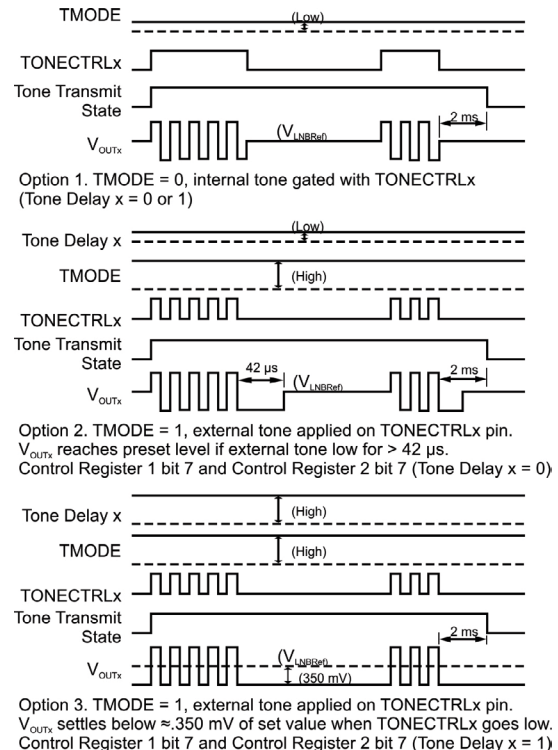 TMODE
(Low)
TONECTRLx
Tone Transmit
State
2 ms
VOUTx
(VLNBRef)
Option 1. TMODE = 0, internal tone gated with TONECTRLx
(Tone Delay x = 0 or 1)
(Low)
Tone Delay x
TMODE
(High)
TONECTRLx
Tone Transmit
State
42 µs
2 ms
VOUTx
(VLNBRef)
Option 2. TMODE = 1, external tone applied on TONECTRLx pin.
VOUTx reaches preset level if external tone low for > 42 µs.
Control Register 1 bit 7 and Control Register 2 bit 7 (Tone Delay x = 0)
Tone Delay x
(High)
TMODE
(High)
TONECTRLx
Tone Transmit
State
2 ms
VOUTx
(VLNBRef)
(350 mV)
Option 3. TMODE = 1, external tone applied on TONECTRLx pin.
VOUTx settles below ≈.350 mV of set value when TONECTRLx goes low.
Control Register 1 bit 7 and Control Register 2 bit 7 (Tone Delay x = 1)